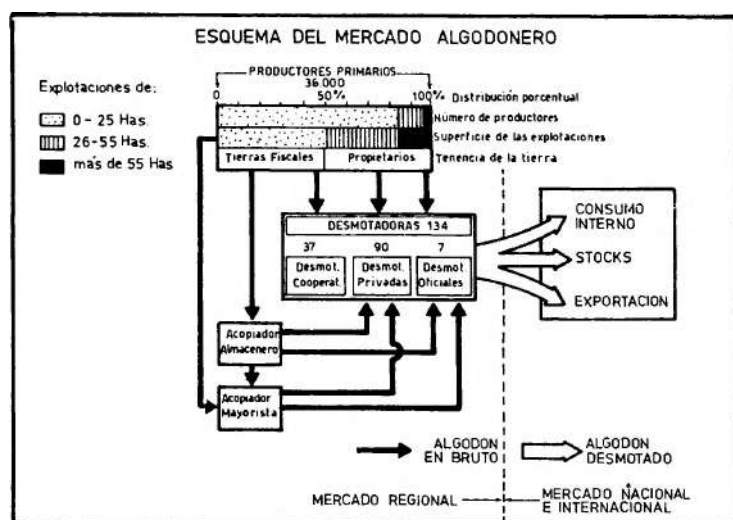 ESQUEMA DEL MERCADO ALGODONERO
PRODUCTORES PRIMARIOS
36.000
0 50% 100% Distribución porcentual
Explotaciones de:
0 - 25 Has.
26-55 Has.
más de 55 Has
Número de productores
Superficie de las explotaciones
Tierras Fiscales Propietarios Tenencia de la tierra
DESMOTADORAS 134
37 90 7
Desmot. Cooperat.
Desmot. Privadas
Desmot. Oficiales
CONSUMO
INTERNO
STOCKS
EXPORTACION
Acopiador
Almacenero
Acopiador
Mayorista
ALGODON
EN BRUTO
ALGODON
DESMOTADO
MERCADO REGIONAL
MERCADO NACIONAL
E INTERNACIONAL